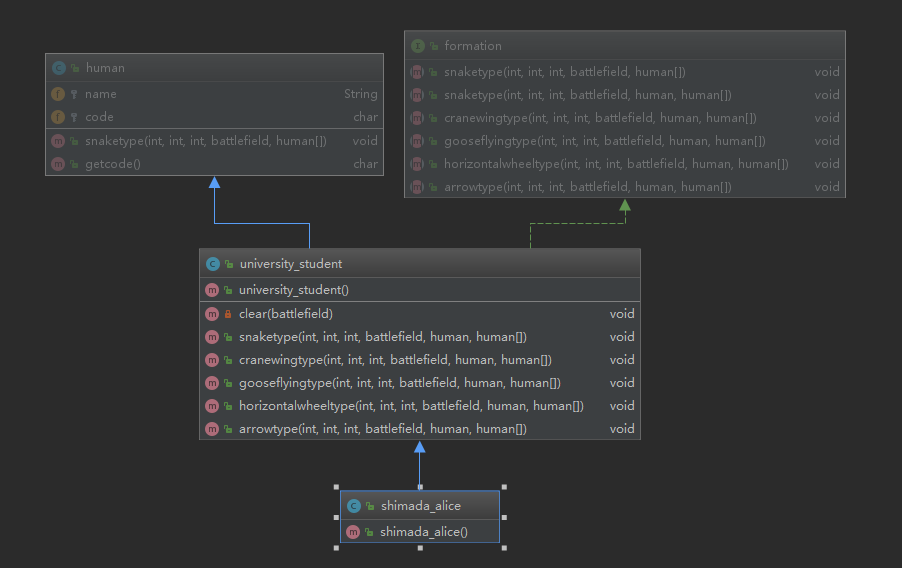 human
name String
code char
snaketype(int, int, int, battlefield, human[]) void
getcode() char
formation
snaketype(int, int, int, battlefield, human[]) void
snaketype(int, int, int, battlefield, human, human[]) void
cranewingtype(int, int, int, battlefield, human, human[]) void
gooseflyingtype(int, int, int, battlefield, human, human[]) void
horizontalwheeltype(int, int, int, battlefield, human, human[]) void
arrowtype(int, int, int, battlefield, human, human[]) void
university_student
university_student()
clear(battlefield) void
snaketype(int, int, int, battlefield, human, human[]) void
cranewingtype(int, int, int, battlefield, human, human[]) void
gooseflyingtype(int, int, int, battlefield, human, human[]) void
horizontalwheeltype(int, int, int, battlefield, human, human[]) void
arrowtype(int, int, int, battlefield, human, human[]) void
shimada_alice
shimada_alice()